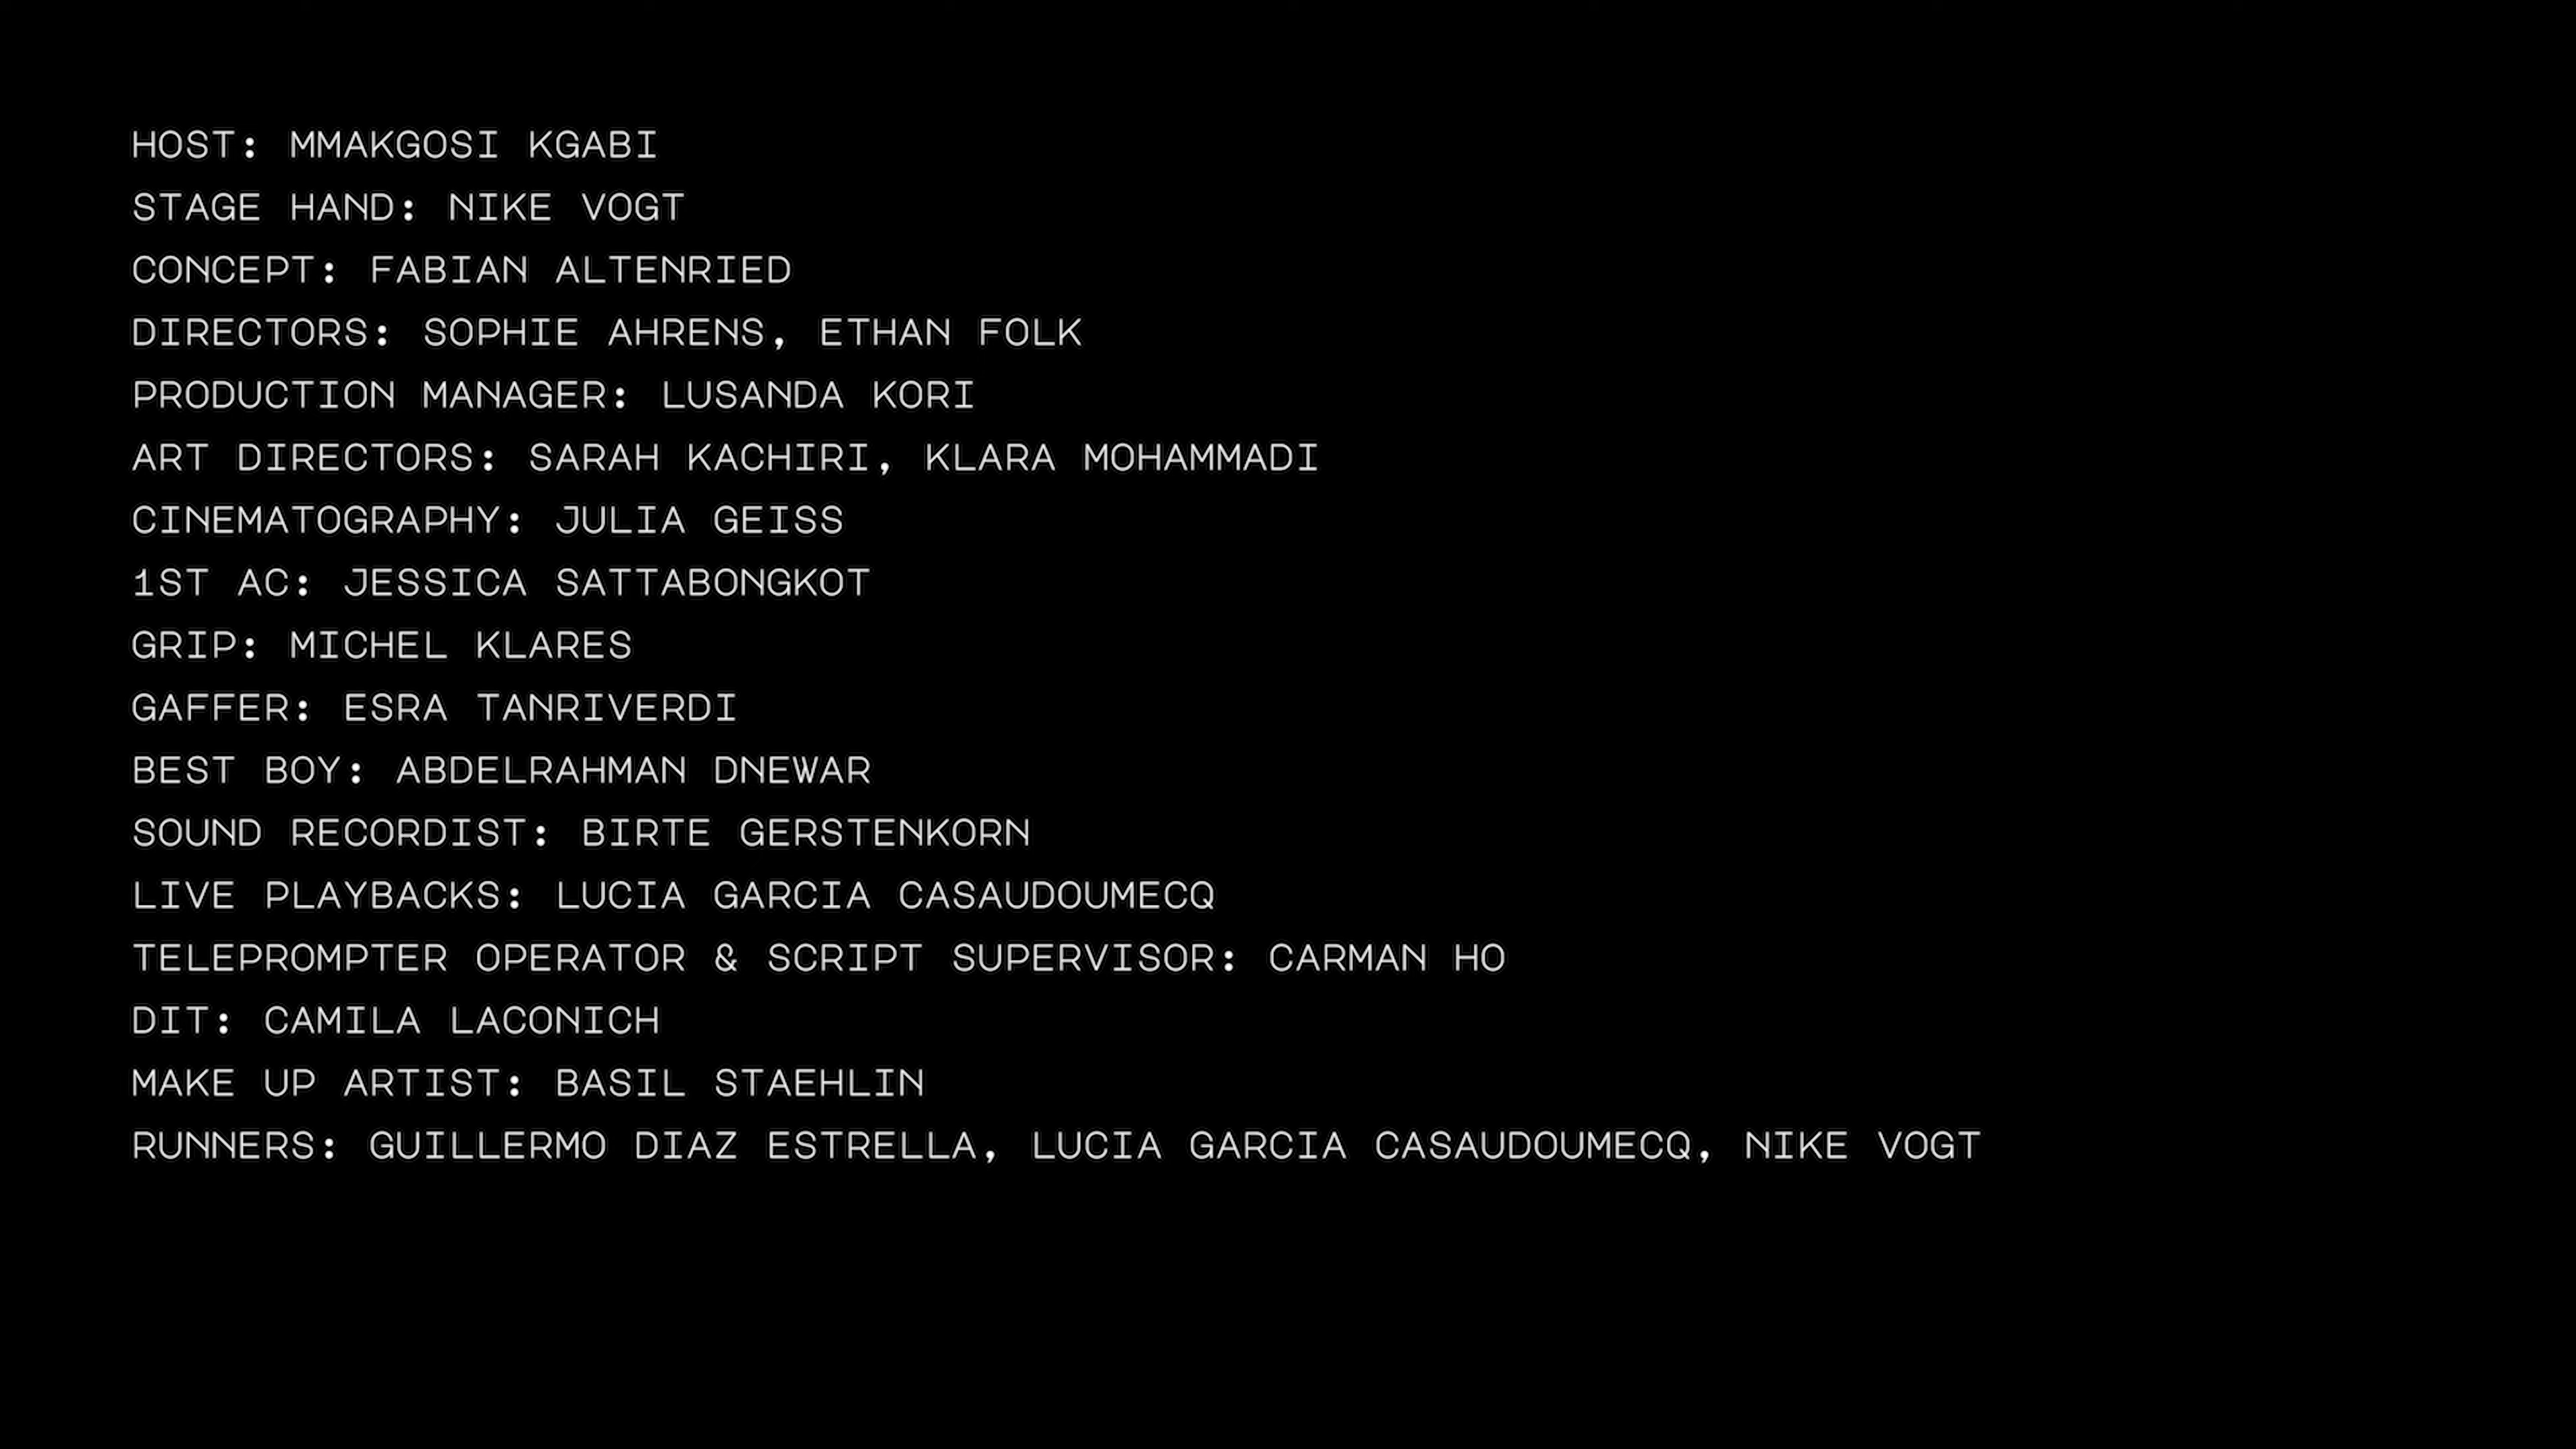 HOST: MMAKGOSI KGABI
STAGE HAND: NIKE VOGT
CONCEPT: FABIAN ALTENRIED
DIRECTORS: SOPHIE AHRENS, ETHAN FOLK
PRODUCTION MANAGER: LUSANDA KORI
ART DIRECTORS: SARAH KACHIRI, KLARA MOHAMMADI
CINEMATOGRAPHY: JULIA GEISS
1ST AC: JESSICA SATTABONGKOT
GRIP: MICHEL KLARES
GAFFER: ESRA TANRIVERDI
BEST BOY: ABDELRAHMAN DNEWAR
SOUND RECORDIST: BIRTE GERSTENKORN
LIVE PLAYBACKS: LUCIA GARCIA CASAUDOUMECQ
TELEPROMPTER OPERATOR & SCRIPT SUPERVISOR: CARMAN HO
DIT: CAMILA LACONICH
MAKE UP ARTIST: BASIL STAEHLIN
RUNNERS: GUILLERMO DIAZ ESTRELLA, LUCIA GARCIA CASAUDOUMECQ, NIKE VOGT